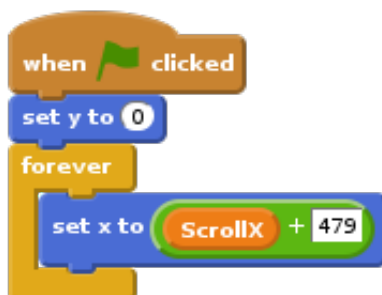 when clicked
set y to 0
forever
set x to ScrollX + 479